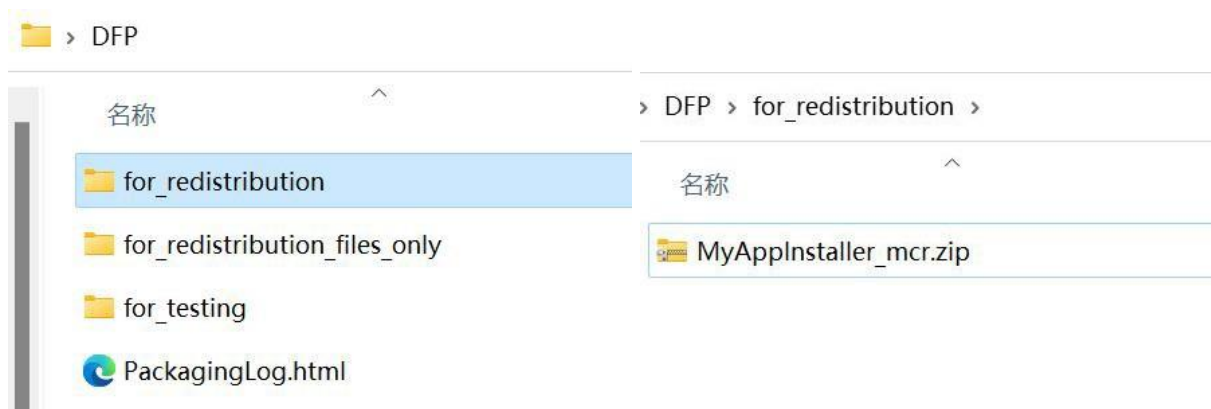 > DFP
名称
for_redistribution
for_redistribution_files_only
for_testing
PackagingLog.html
> DFP > for_redistribution >
名称
MyAppInstaller_mcr.zip